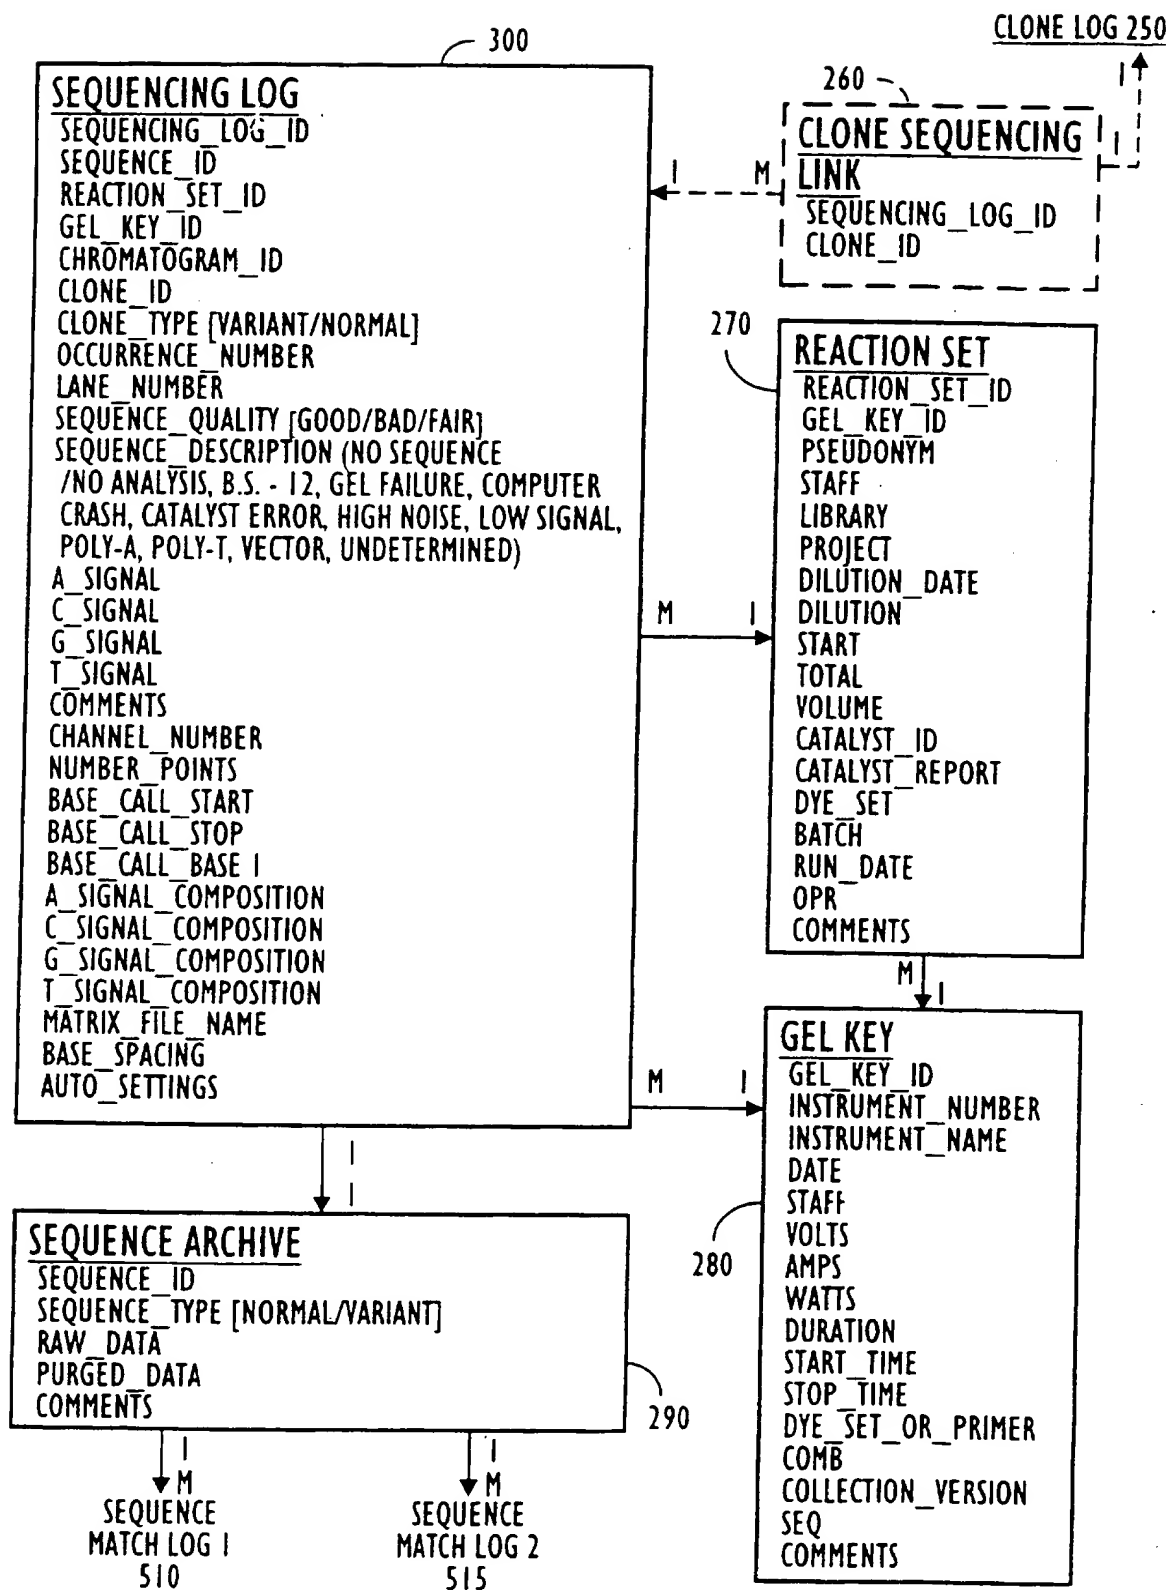 CLONE LOG 250
300
SEQUENCING LOG
SEQUENCING_LOG_ID
SEQUENCE_ID
REACTION_SET_ID
GEL_KEY_ID
CHROMATOGRAM_ID
CLONE_ID
CLONE_TYPE [VARIANT/NORMAL]
OCCURRENCE_NUMBER
LANE_NUMBER
SEQUENCE_QUALITY [GOOD/BAD/FAIR]
SEQUENCE_DESCRIPTION (NO SEQUENCE
/NO ANALYSIS, B.S. - 12, GEL FAILURE, COMPUTER
CRASH, CATALYST ERROR, HIGH NOISE, LOW SIGNAL,
POLY-A, POLY-T, VECTOR, UNDETERMINED)
A_SIGNAL
C_SIGNAL
G_SIGNAL
T_SIGNAL
COMMENTS
CHANNEL_NUMBER
NUMBER_POINTS
BASE_CALL_START
BASE_CALL_STOP
BASE_CALL_BASE 1
A_SIGNAL_COMPOSITION
C_SIGNAL_COMPOSITION
G_SIGNAL_COMPOSITION
T_SIGNAL_COMPOSITION
MATRIX_FILE_NAME
BASE_SPACING
AUTO_SETTINGS
1
1
260
CLONE SEQUENCING
LINK
SEQUENCING_LOG_ID
CLONE_ID
1 M
270
REACTION SET
REACTION_SET_ID
GEL_KEY_ID
PSEUDONYM
STAFF
LIBRARY
PROJECT
DILUTION_DATE
DILUTION
START
TOTAL
VOLUME
CATALYST_ID
CATALYST_REPORT
DYE_SET
BATCH
RUN_DATE
OPR
COMMENTS
M 1
M
1
GEL KEY
GEL_KEY_ID
INSTRUMENT_NUMBER
INSTRUMENT_NAME
DATE
STAFF
VOLTS
AMPS
WATTS
DURATION
START_TIME
STOP_TIME
DYE_SET_OR_PRIMER
COMB
COLLECTION_VERSION
SEQ
COMMENTS
280
M 1
1
1
SEQUENCE ARCHIVE
SEQUENCE_ID
SEQUENCE_TYPE [NORMAL/VARIANT]
RAW_DATA
PURGED_DATA
COMMENTS
290
1
M
SEQUENCE
MATCH LOG 1
510
1
M
SEQUENCE
MATCH LOG 2
515